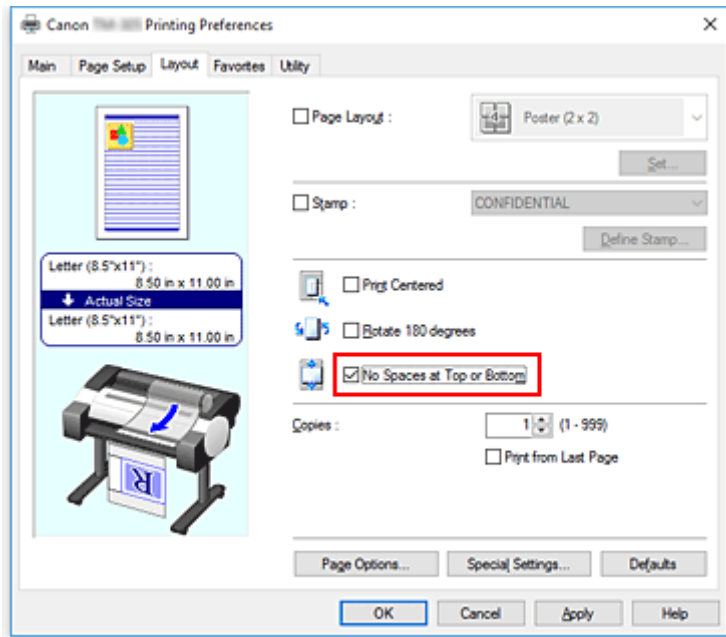 Canon Printing Preferences
Main Page Setup Layout Favorites Utility
Page Layout :
Poster (2 x 2)
Set...
Stamp :
CONFIDENTIAL
Define Stamp...
Letter (8.5"x11") :
8.50 in x 11.00 in
Actual Size
Letter (8.5"x11") :
8.50 in x 11.00 in
Print Centered
Rotate 180 degrees
No Spaces at Top or Bottom
Copies :
1 (1 - 999)
Print from Last Page
R
Page Options... Special Settings... Defaults
OK Cancel Apply Help